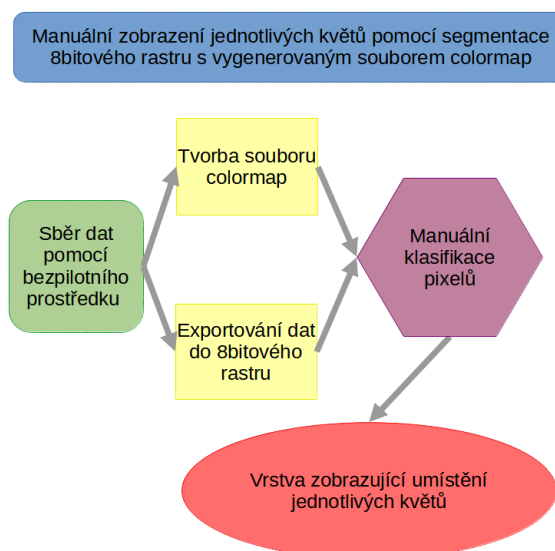 Manuální zobrazení jednotlivých květů pomocí segmentace
8bitového rastru s vygenerovaným souborem colormap
Tvorba souboru
colormap
Sběr dat
pomocí
bezpilotního
prostředku
Manuální
klasifikace
pixelů
Exportování dat
do 8bitového
rastru
Vrstva zobrazující umístění
jednotlivých květů